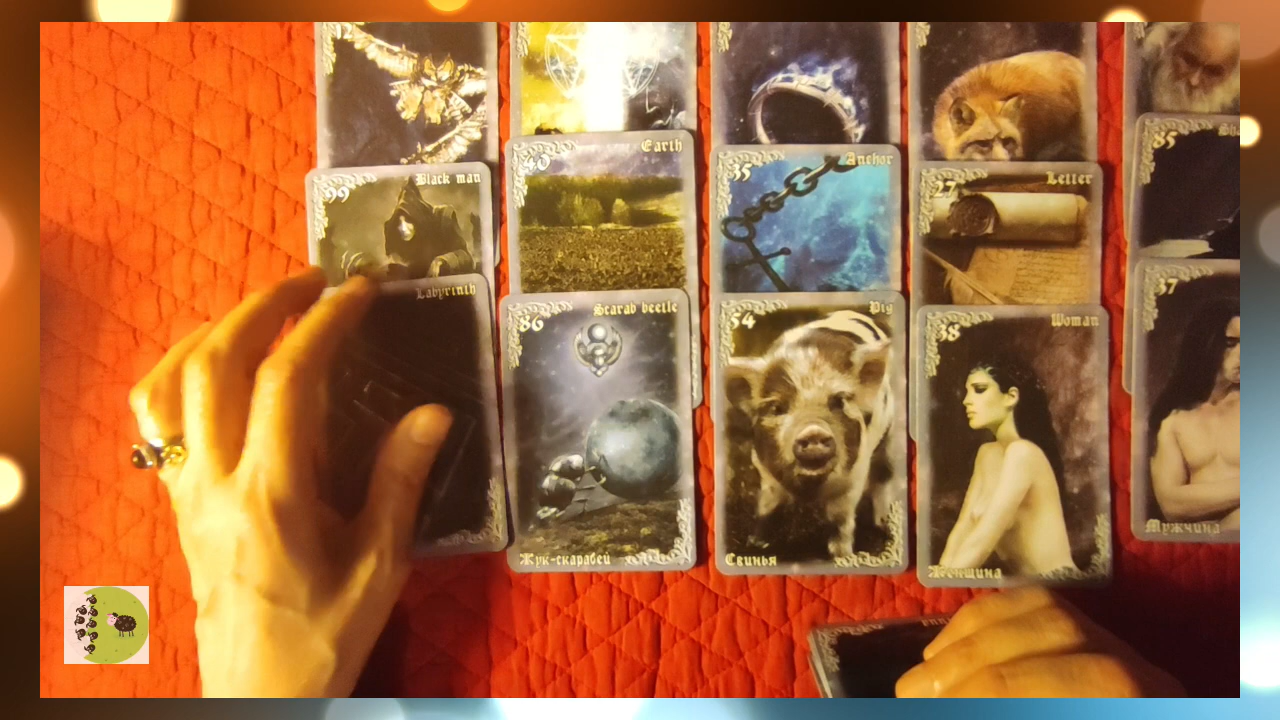 99
Black man
Earth
35
Anchor
27
Letter
85
Labyrinth
86
Scarab beetle
Жук-скарабей
54
Pig
Свинья
38
Woman
Женщина
37
Мужчина